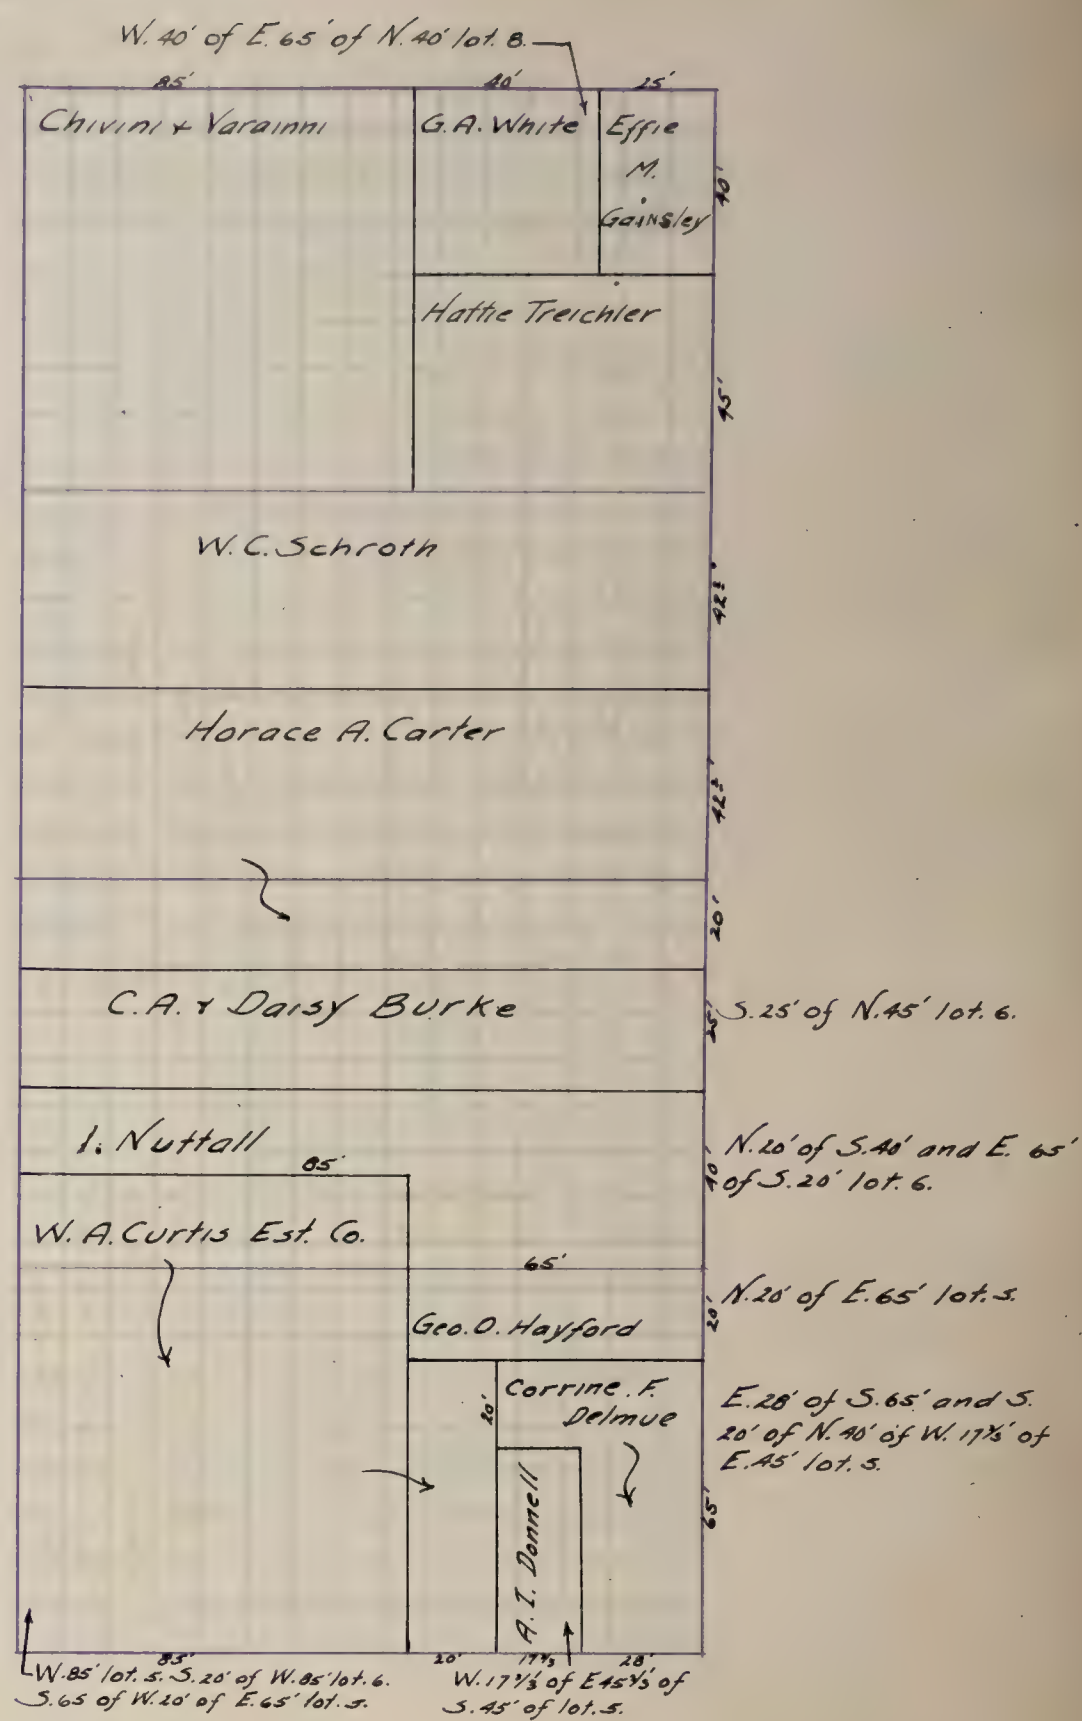 W. 40' of E. 65' of N. 40' lot. 8.
85'
40'
25'
Chivini & Varainni
G. A. White
Effie
M.
Gainsley
40'
Hattie Treichler
45'
W. C. Schroth
42½'
Horace A. Carter
42½'
20'
C. A. & Daisy Burke
25'
S. 25' of N. 45' lot. 6.
I. Nuttall
85'
40'
N. 20' of S. 40' and E. 65'
of S. 20' lot. 6.
W. A. Curtis Est. Co.
65'
Geo. O. Hayford
20'
N. 20' of E. 65' lot. 5.
20'
Corrine. F.
Delmue
E. 28' of S. 65' and S.
20' of N. 40' of W. 17⅓' of
E. 45' lot. 5.
A. I. Donnell
65'
85'
20'
17⅓
28'
W. 85' lot. 5. S. 20' of W. 85' lot. 6.
S. 65 of W. 20' of E. 65' lot. 5.
W. 17⅓' of E 45⅓' of
S. 45' of lot. 5.